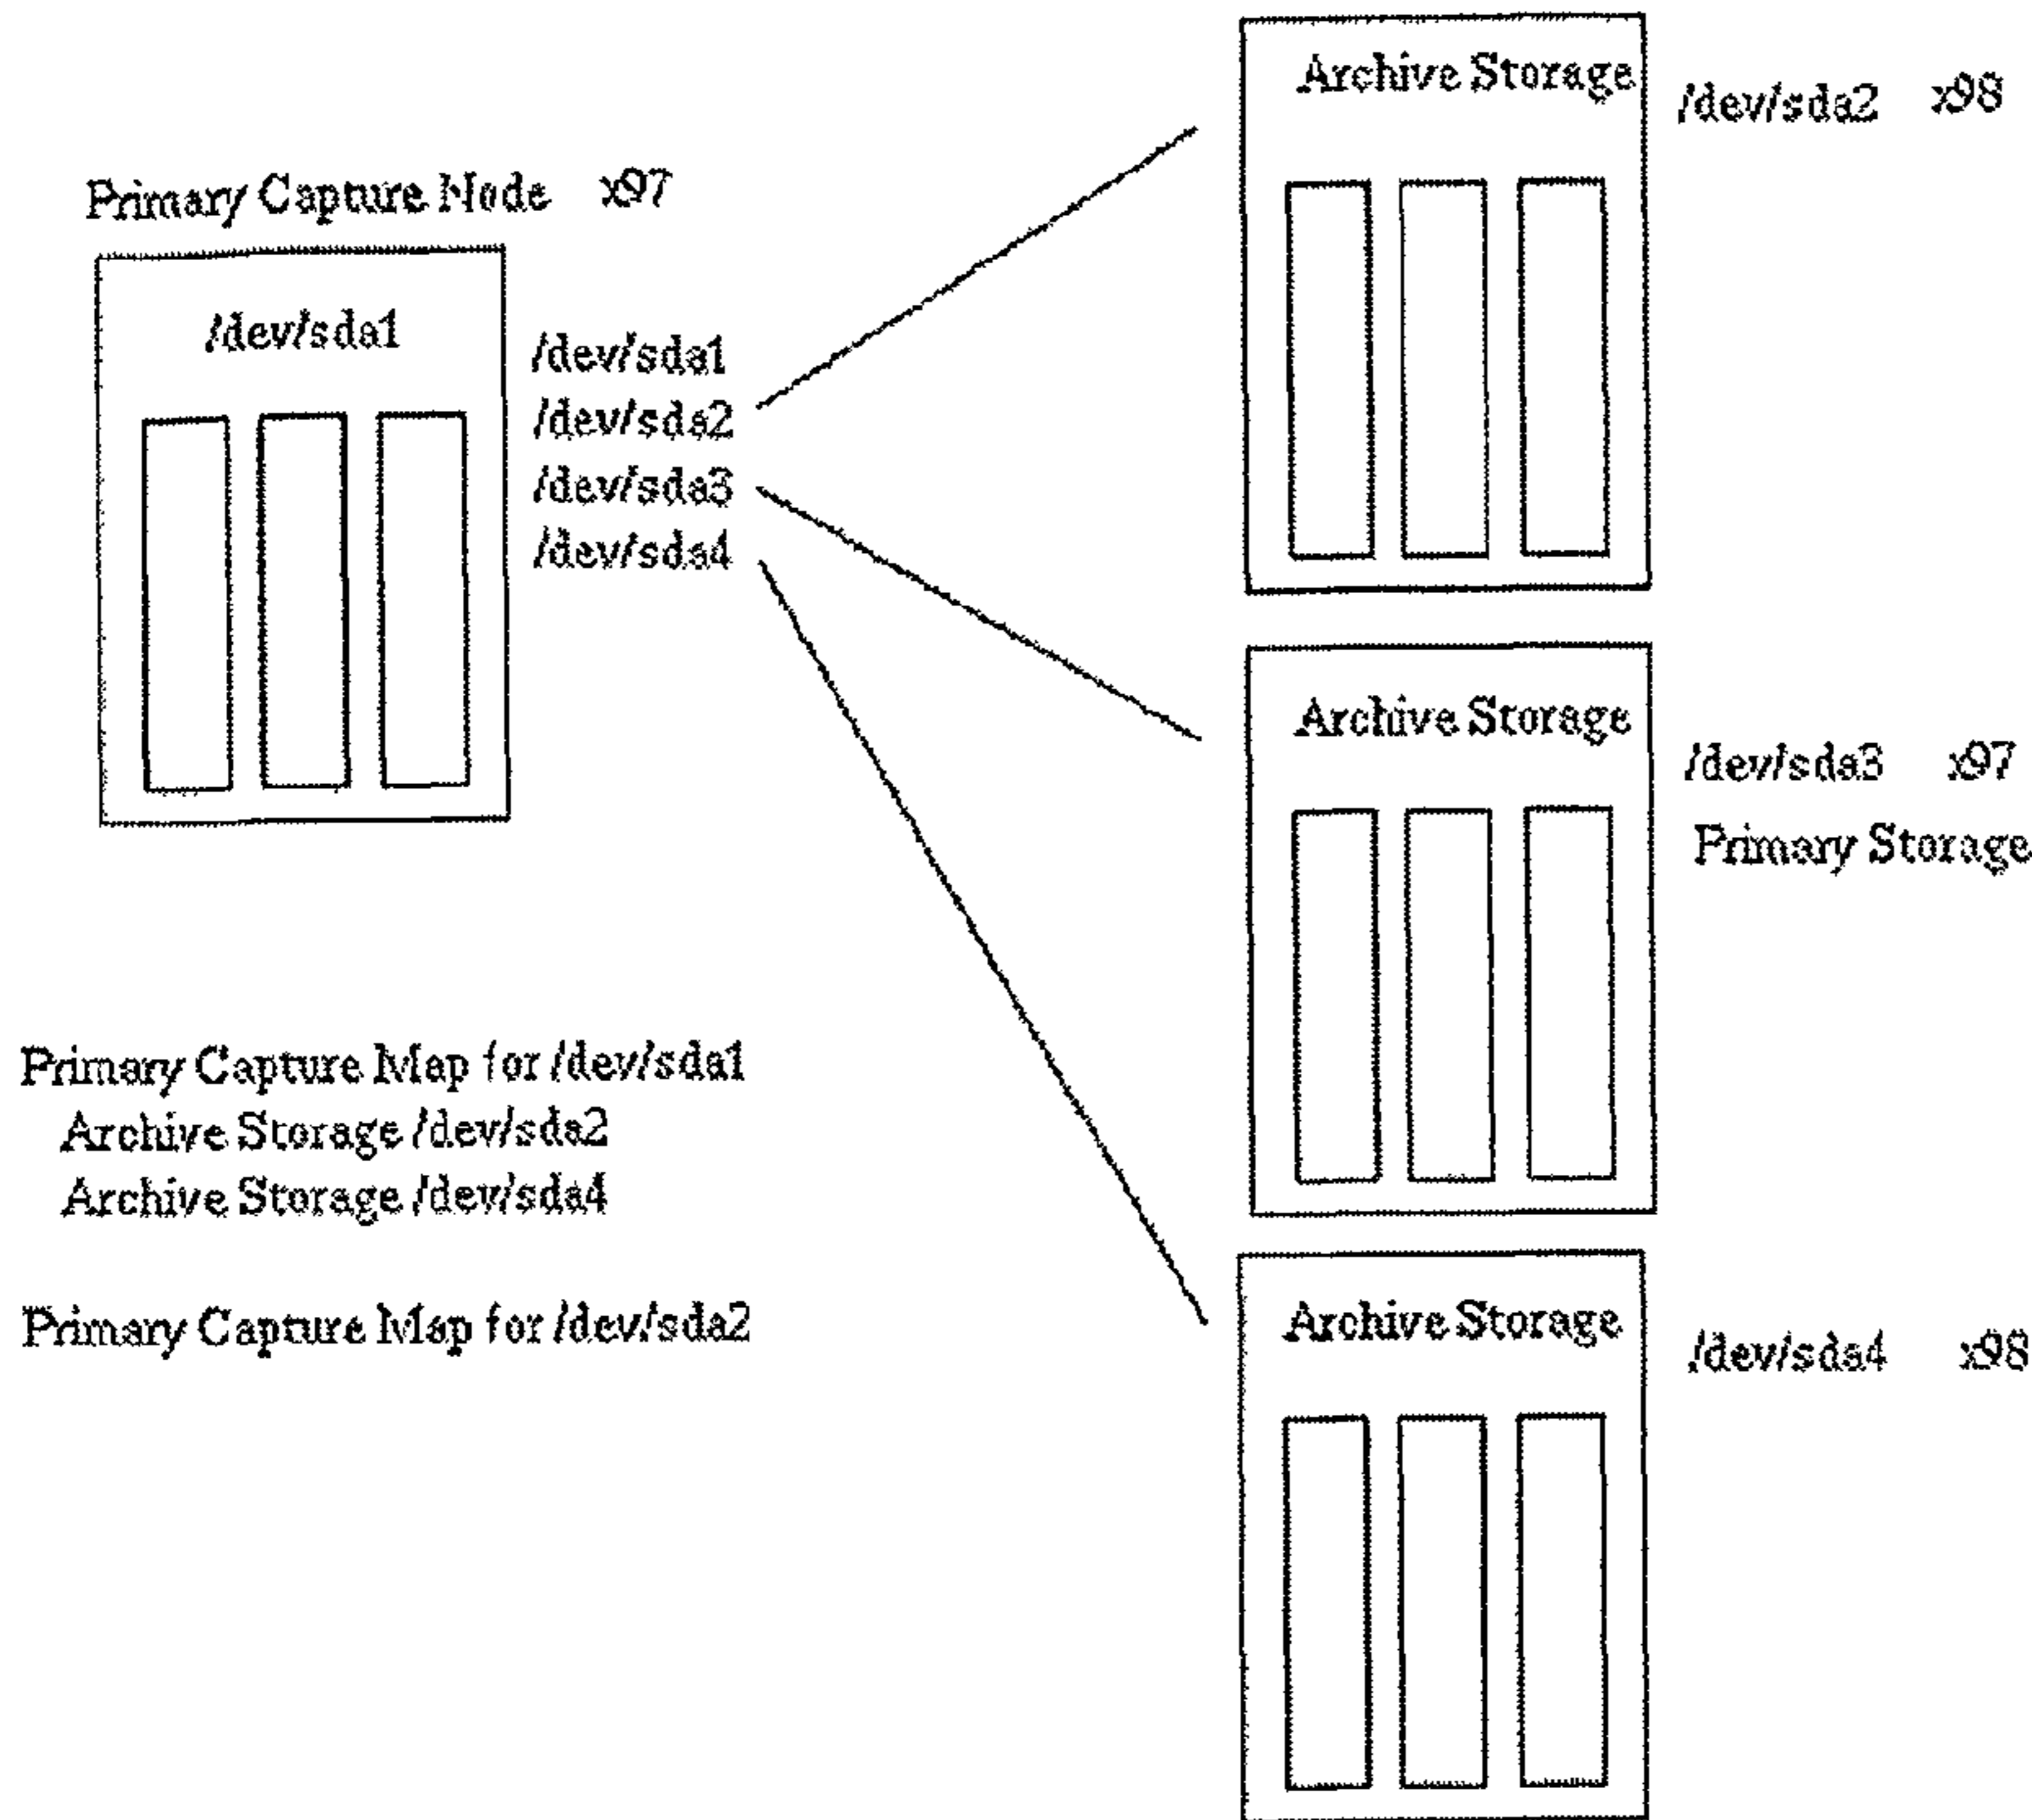 Primary Capture Node x97
/dev/sda1
/dev/sda1
/dev/sda2
/dev/sda3
/dev/sda4
Archive Storage
/dev/sda2 x98
Archive Storage
/dev/sda3 x97
Primary Storage
Archive Storage
/dev/sda4 x98
Primary Capture Map for /dev/sda1
Archive Storage /dev/sda2
Archive Storage /dev/sda4
Primary Capture Map for /dev/sda2